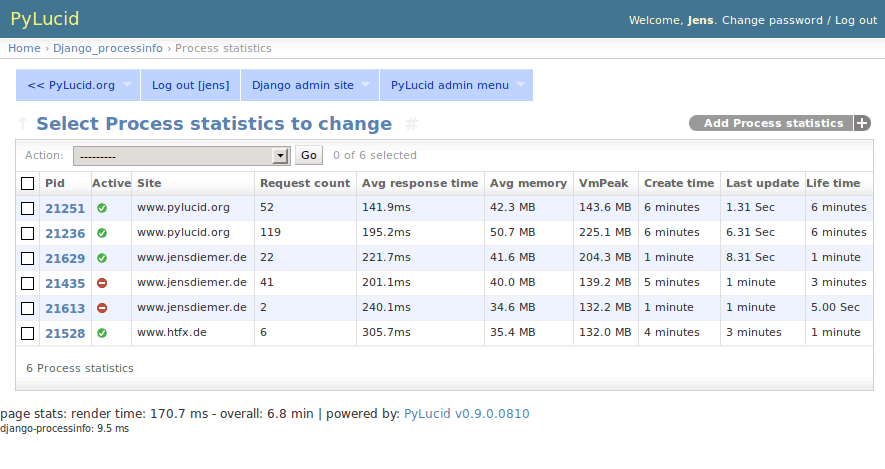 PyLucid
Welcome, Jens. Change password / Log out
Home › Django_processinfo › Process statistics
<< PyLucid.org Log out [jens] Django admin site PyLucid admin menu
↑ Select Process statistics to change #
Add Process statistics +
Action: --------- Go 0 of 6 selected
Pid Active Site Request count Avg response time Avg memory VmPeak Create time Last update Life time
21251 www.pylucid.org 52 141.9ms 42.3 MB 143.6 MB 6 minutes 1.31 Sec 6 minutes
21236 www.pylucid.org 119 195.2ms 50.7 MB 225.1 MB 6 minutes 6.31 Sec 6 minutes
21629 www.jensdiemer.de 22 221.7ms 41.6 MB 204.3 MB 1 minute 8.31 Sec 1 minute
21435 www.jensdiemer.de 41 201.1ms 40.0 MB 139.2 MB 5 minutes 1 minute 3 minutes
21613 www.jensdiemer.de 2 240.1ms 34.6 MB 132.2 MB 1 minute 1 minute 5.00 Sec
21528 www.htfx.de 6 305.7ms 35.4 MB 132.0 MB 4 minutes 3 minutes 1 minute
6 Process statistics
page stats: render time: 170.7 ms - overall: 6.8 min | powered by: PyLucid v0.9.0.0810
django-processinfo: 9.5 ms